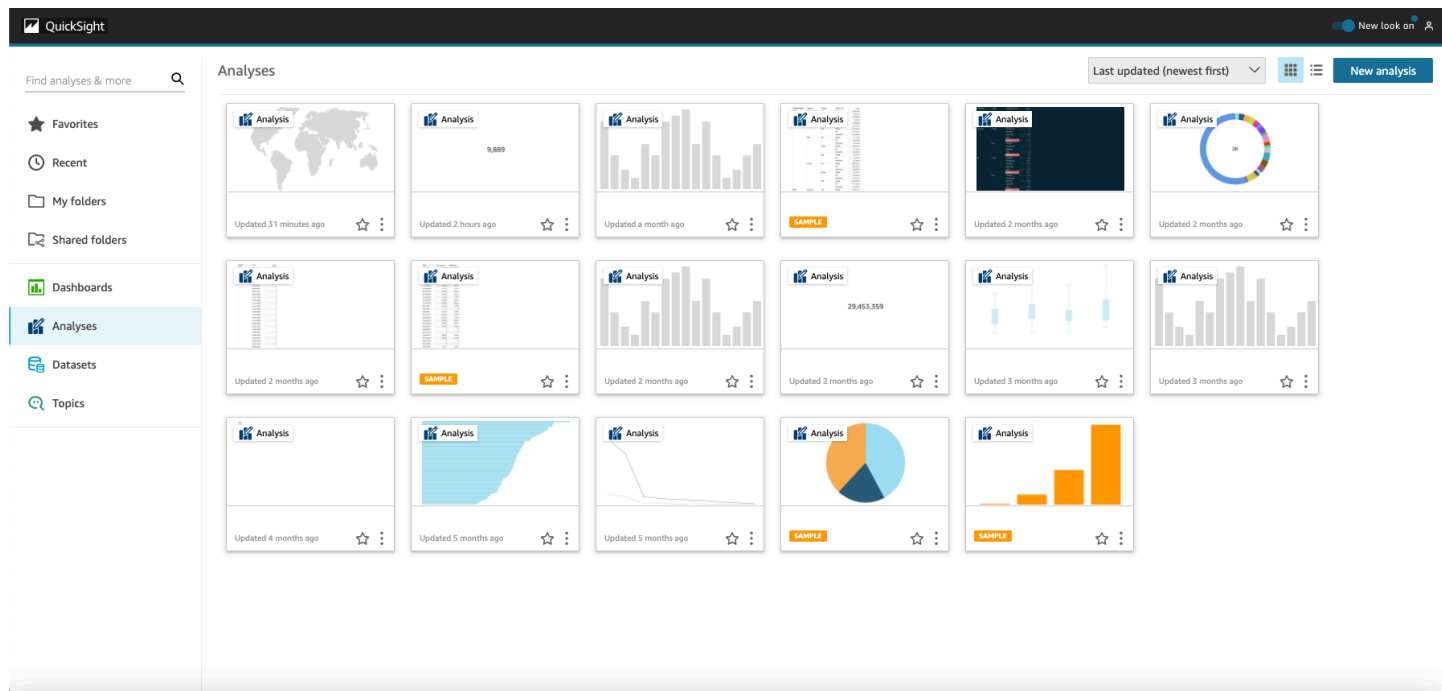 QuickSight
New look on
Find analyses & more
Favorites
Recent
My folders
Shared folders
Dashboards
Analyses
Datasets
Topics
Analyses
Last updated (newest first)
New analysis
Analysis
Updated 31 minutes ago
Analysis
9,889
Updated 2 hours ago
Analysis
Updated a month ago
Analysis
SAMPLE
Analysis
Updated 2 months ago
Analysis
2K
Updated 2 months ago
Analysis
Updated 2 months ago
Analysis
SAMPLE
Analysis
Updated 2 months ago
Analysis
29,453,359
Updated 2 months ago
Analysis
Updated 3 months ago
Analysis
Updated 3 months ago
Analysis
Updated 4 months ago
Analysis
Updated 5 months ago
Analysis
Updated 5 months ago
Analysis
SAMPLE
Analysis
SAMPLE